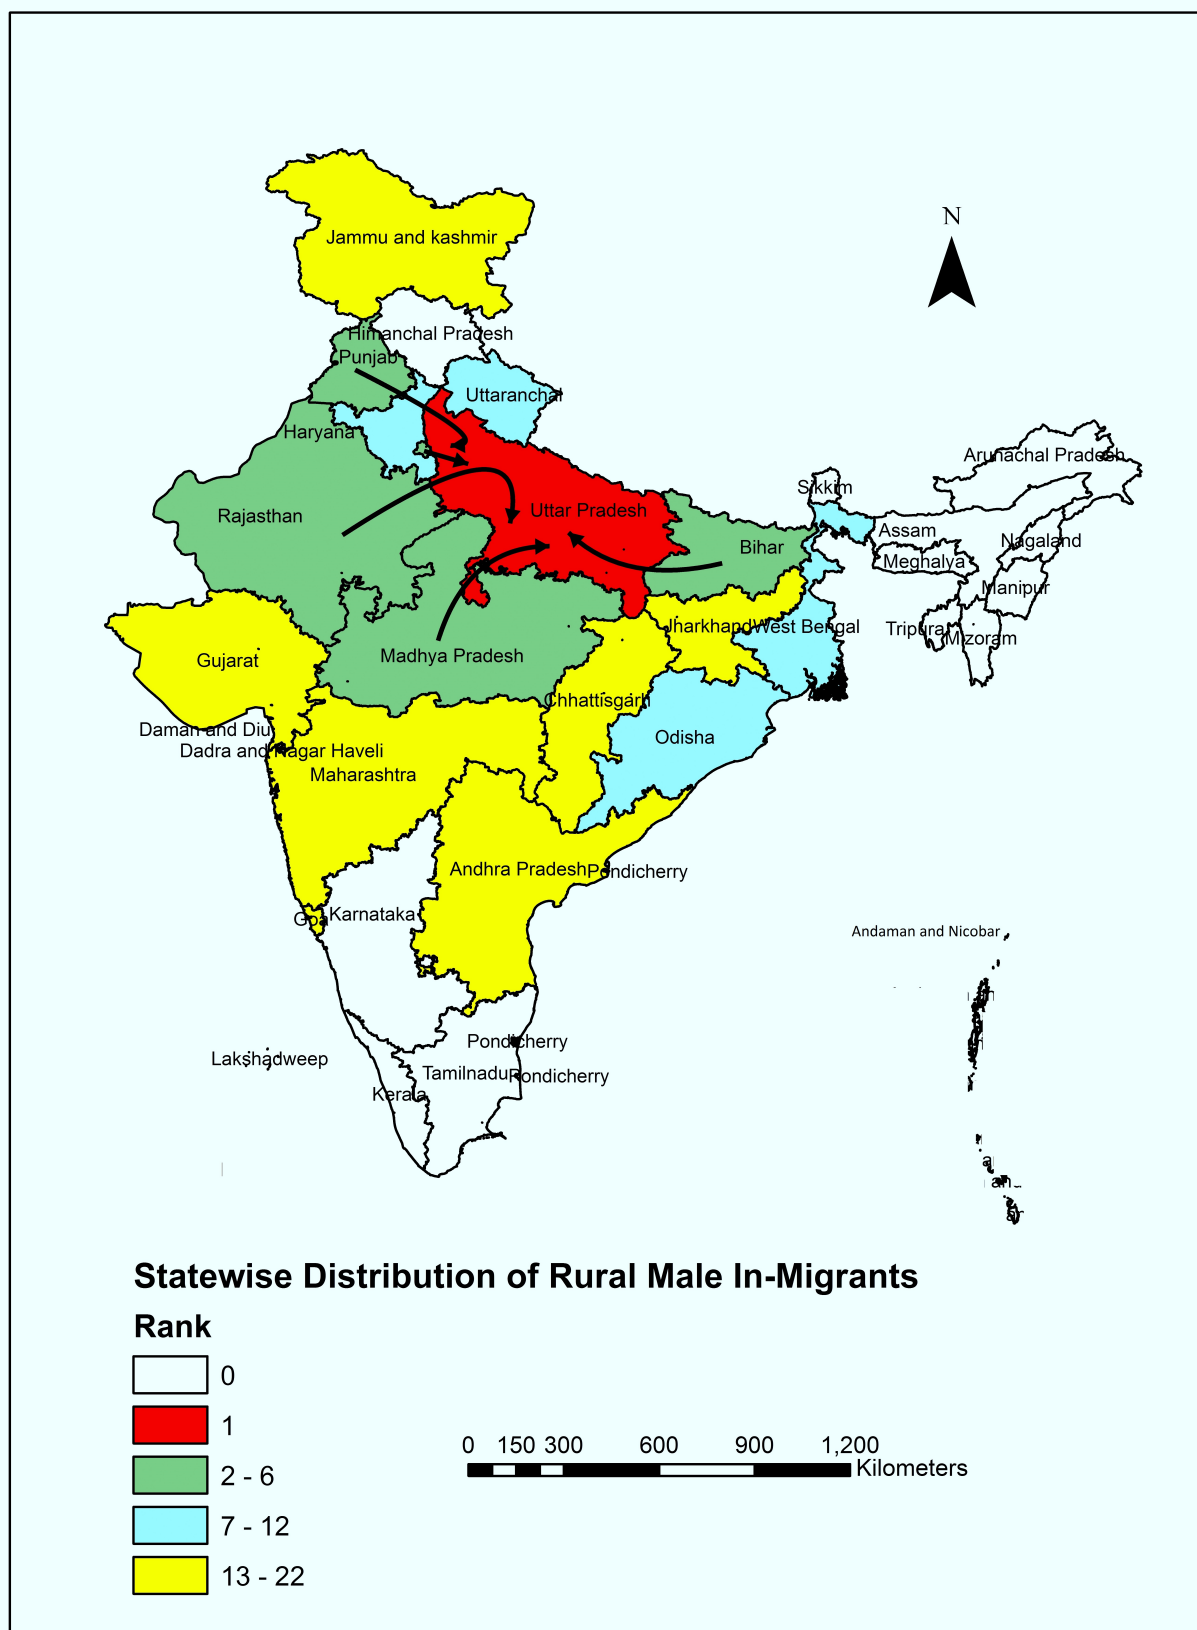 N
Jammu and kashmir
Himanchal Pradesh
Punjab
Uttaranchal
Haryana
Arunachal Pradesh
Sikkim
Rajasthan
Uttar Pradesh
Assam
Nagaland
Bihar
Meghalya
Manipur
Jharkhand
West Bengal
Tripura
Mizoram
Gujarat
Madhya Pradesh
Chhattisgarh
Daman and Diu
Odisha
Dadra and Nagar Haveli
Maharashtra
Andhra Pradesh
Pondicherry
Goa
Karnataka
Andaman and Nicobar
Pondicherry
Lakshadweep
Tamilnadu
Pondicherry
Kerala
Statewise Distribution of Rural Male In-Migrants
Rank
0
1
2 - 6
7 - 12
13 - 22
0 150 300 600 900 1,200
Kilometers